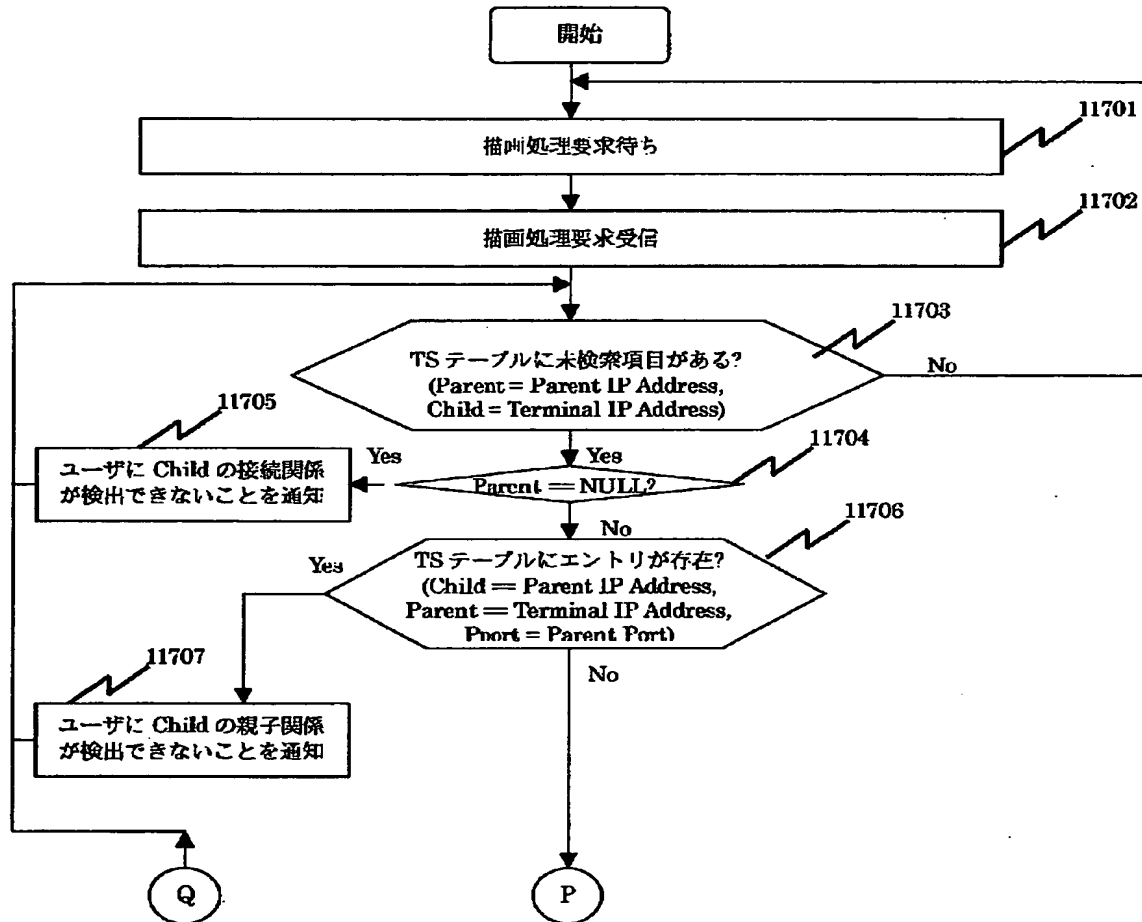 開始
11701
描画処理要求待ち
11702
描画処理要求受信
11703
TS テーブルに未検索項目がある?
(Parent = Parent IP Address,
Child = Terminal IP Address)
No
11705
ユーザに Child の接続関係
が検出できないことを通知
Yes
Yes
11704
Parent == NULL?
No
11706
Yes
TS テーブルにエントリが存在?
(Child == Parent IP Address,
Parent == Terminal IP Address,
Pport = Parent Port)
No
11707
ユーザに Child の親子関係
が検出できないことを通知
Q
P